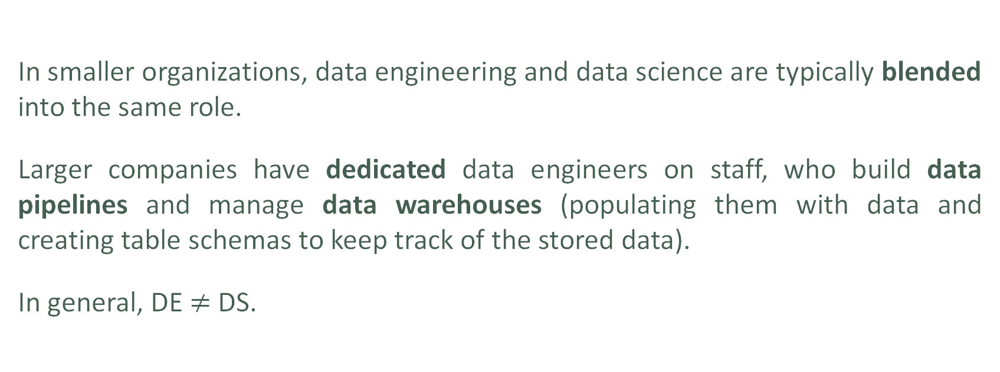 In smaller organizations, data engineering and data science are typically blended
into the same role.
Larger companies have dedicated data engineers on staff, who build data
pipelines and manage data warehouses (populating them with data and
creating table schemas to keep track of the stored data).
In general, DE ≠ DS.